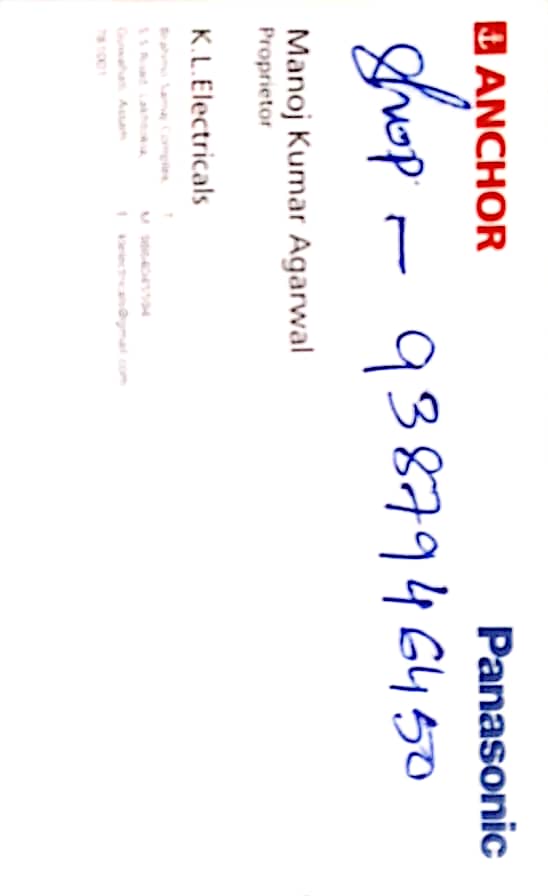 ANCHOR Panasonic
Shop - 9387946450
Manoj Kumar Agarwal
Proprietor
K.L.Electricals
Brahmo Samaj Complex, T
S.S.Road, Lakhtokia, M
Guwahati, Assam E klelectricals@gmail.com
781001